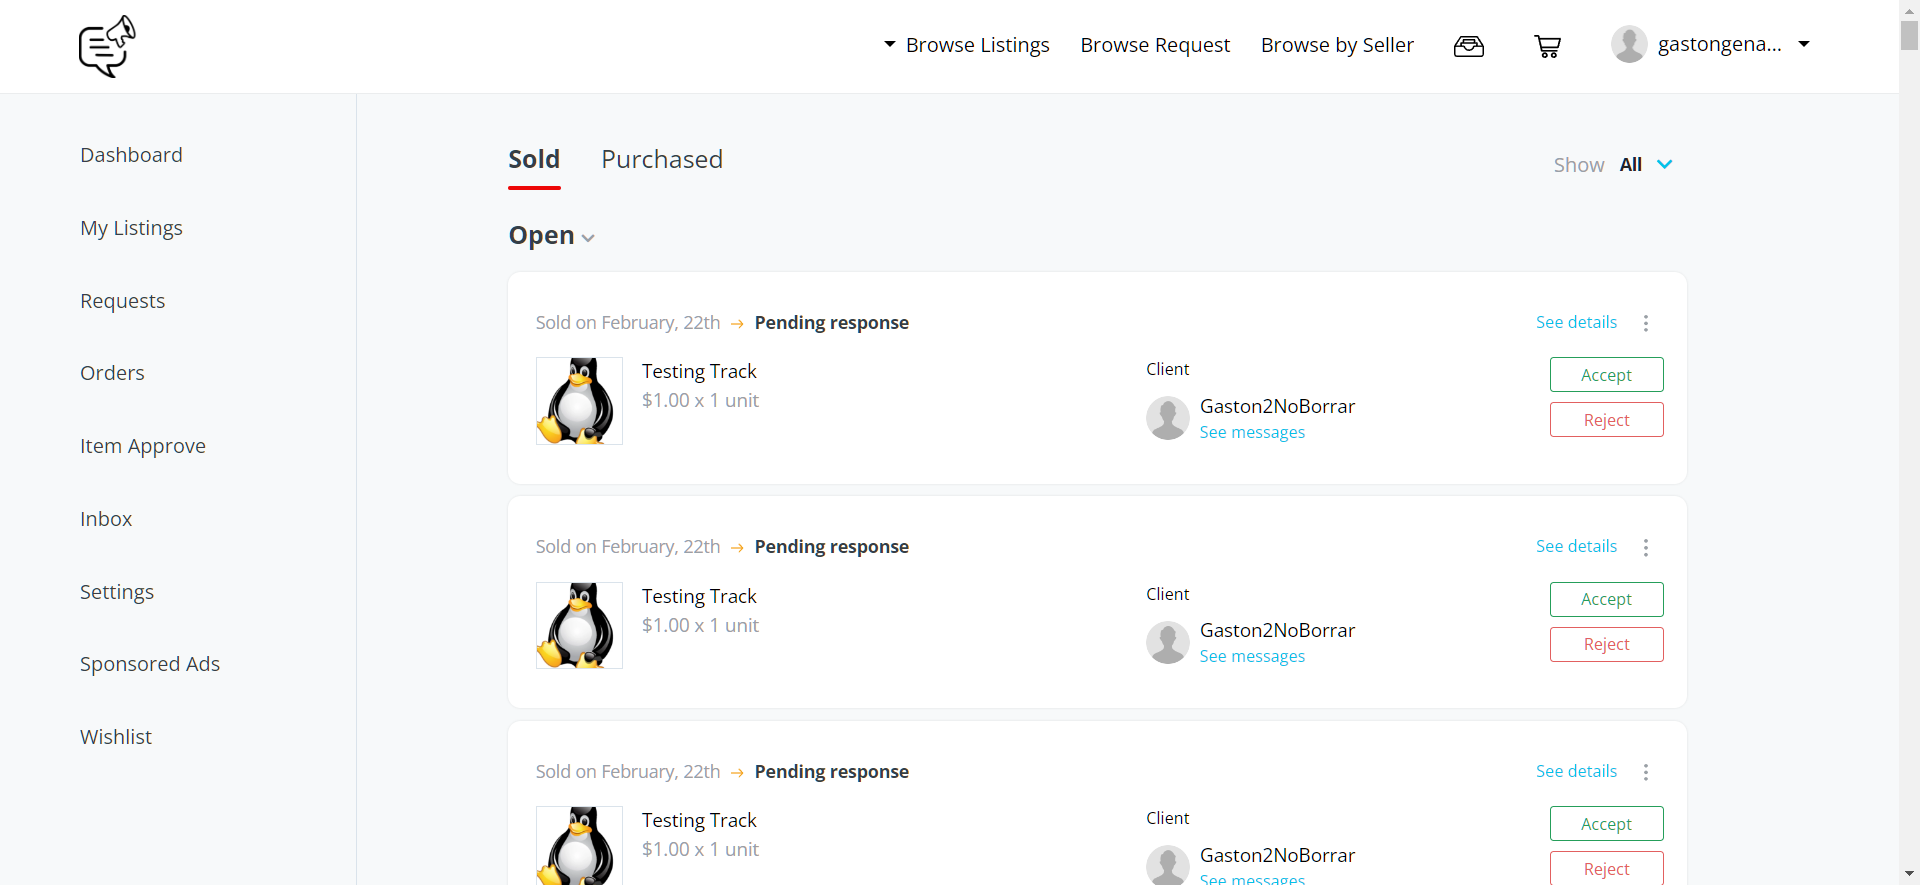 Browse Listings
Browse Request
Browse by Seller
gastongena...
Dashboard
My Listings
Requests
Orders
Item Approve
Inbox
Settings
Sponsored Ads
Wishlist
Sold
Purchased
Show All
Open
Sold on February, 22th → Pending response
See details
Testing Track
$1.00 x 1 unit
Client
Gaston2NoBorrar
See messages
Accept
Reject
Sold on February, 22th → Pending response
See details
Testing Track
$1.00 x 1 unit
Client
Gaston2NoBorrar
See messages
Accept
Reject
Sold on February, 22th → Pending response
See details
Testing Track
$1.00 x 1 unit
Client
Gaston2NoBorrar
See messages
Accept
Reject